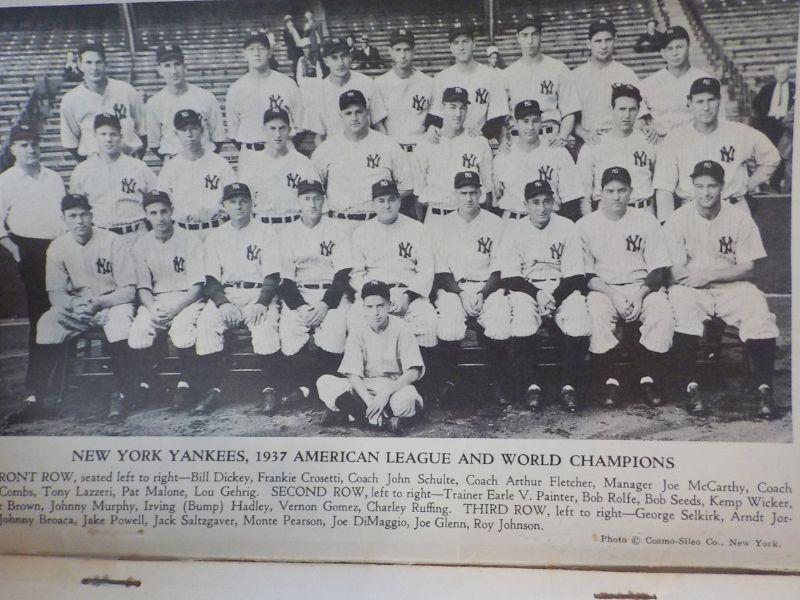 NEW YORK YANKEES, 1937 AMERICAN LEAGUE AND WORLD CHAMPIONS
RONT ROW, seated left to right—Bill Dickey, Frankie Crosetti, Coach John Schulte, Coach Arthur Fletcher, Manager Joe McCarthy, Coach
Combs, Tony Lazzeri, Pat Malone, Lou Gehrig. SECOND ROW, left to right—Trainer Earle V. Painter, Bob Rolfe, Bob Seeds, Kemp Wicker,
Brown, Johnny Murphy, Irving (Bump) Hadley, Vernon Gomez, Charley Ruffing. THIRD ROW, left to right—George Selkirk, Arndt Jor-
Johnny Broaca, Jake Powell, Jack Saltzgaver, Monte Pearson, Joe DiMaggio, Joe Glenn, Roy Johnson.
Photo © Cosmo-Sileo Co., New York.